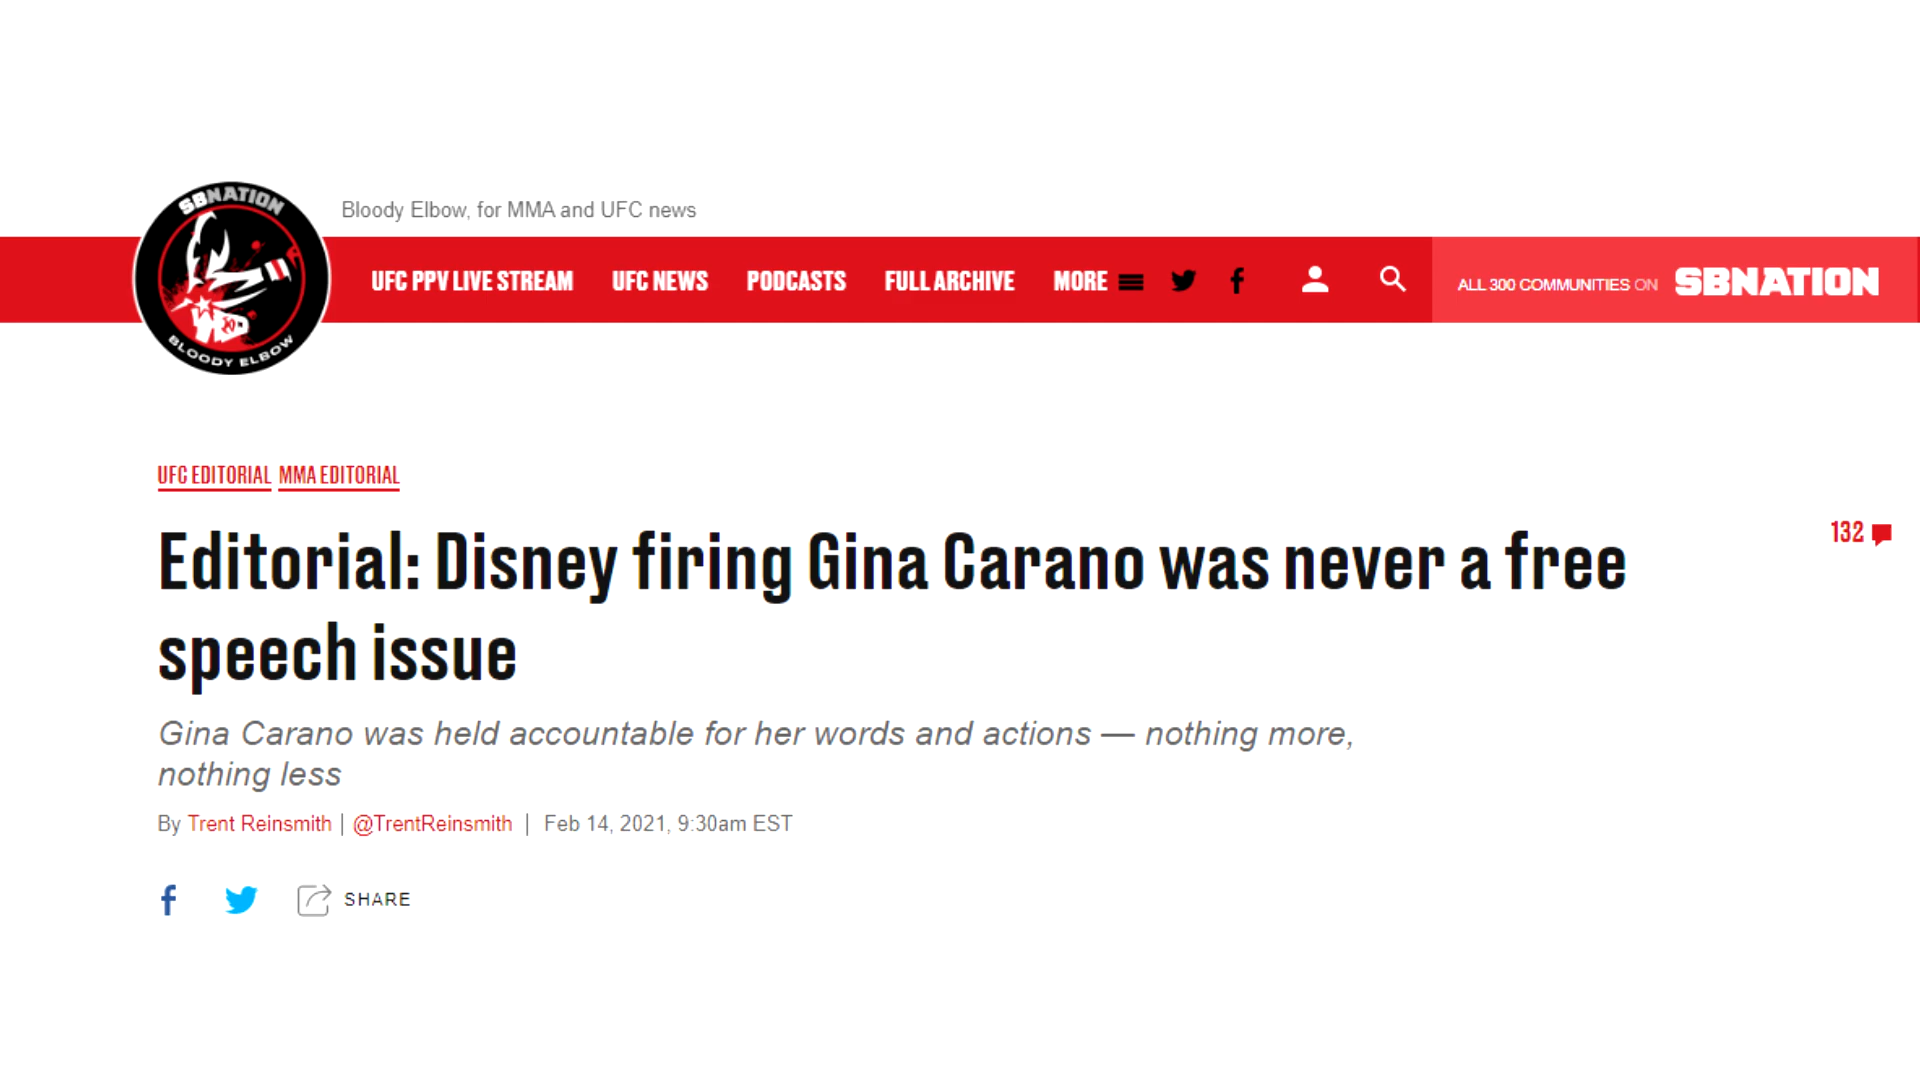 SBNATION
BLOODY ELBOW
Bloody Elbow, for MMA and UFC news
UFC PPV LIVE STREAM UFC NEWS PODCASTS FULL ARCHIVE MORE ALL 300 COMMUNITIES ON SBNATION
UFC EDITORIAL MMA EDITORIAL
Editorial: Disney firing Gina Carano was never a free
speech issue
132
Gina Carano was held accountable for her words and actions — nothing more,
nothing less
By Trent Reinsmith | @TrentReinsmith | Feb 14, 2021, 9:30am EST
SHARE